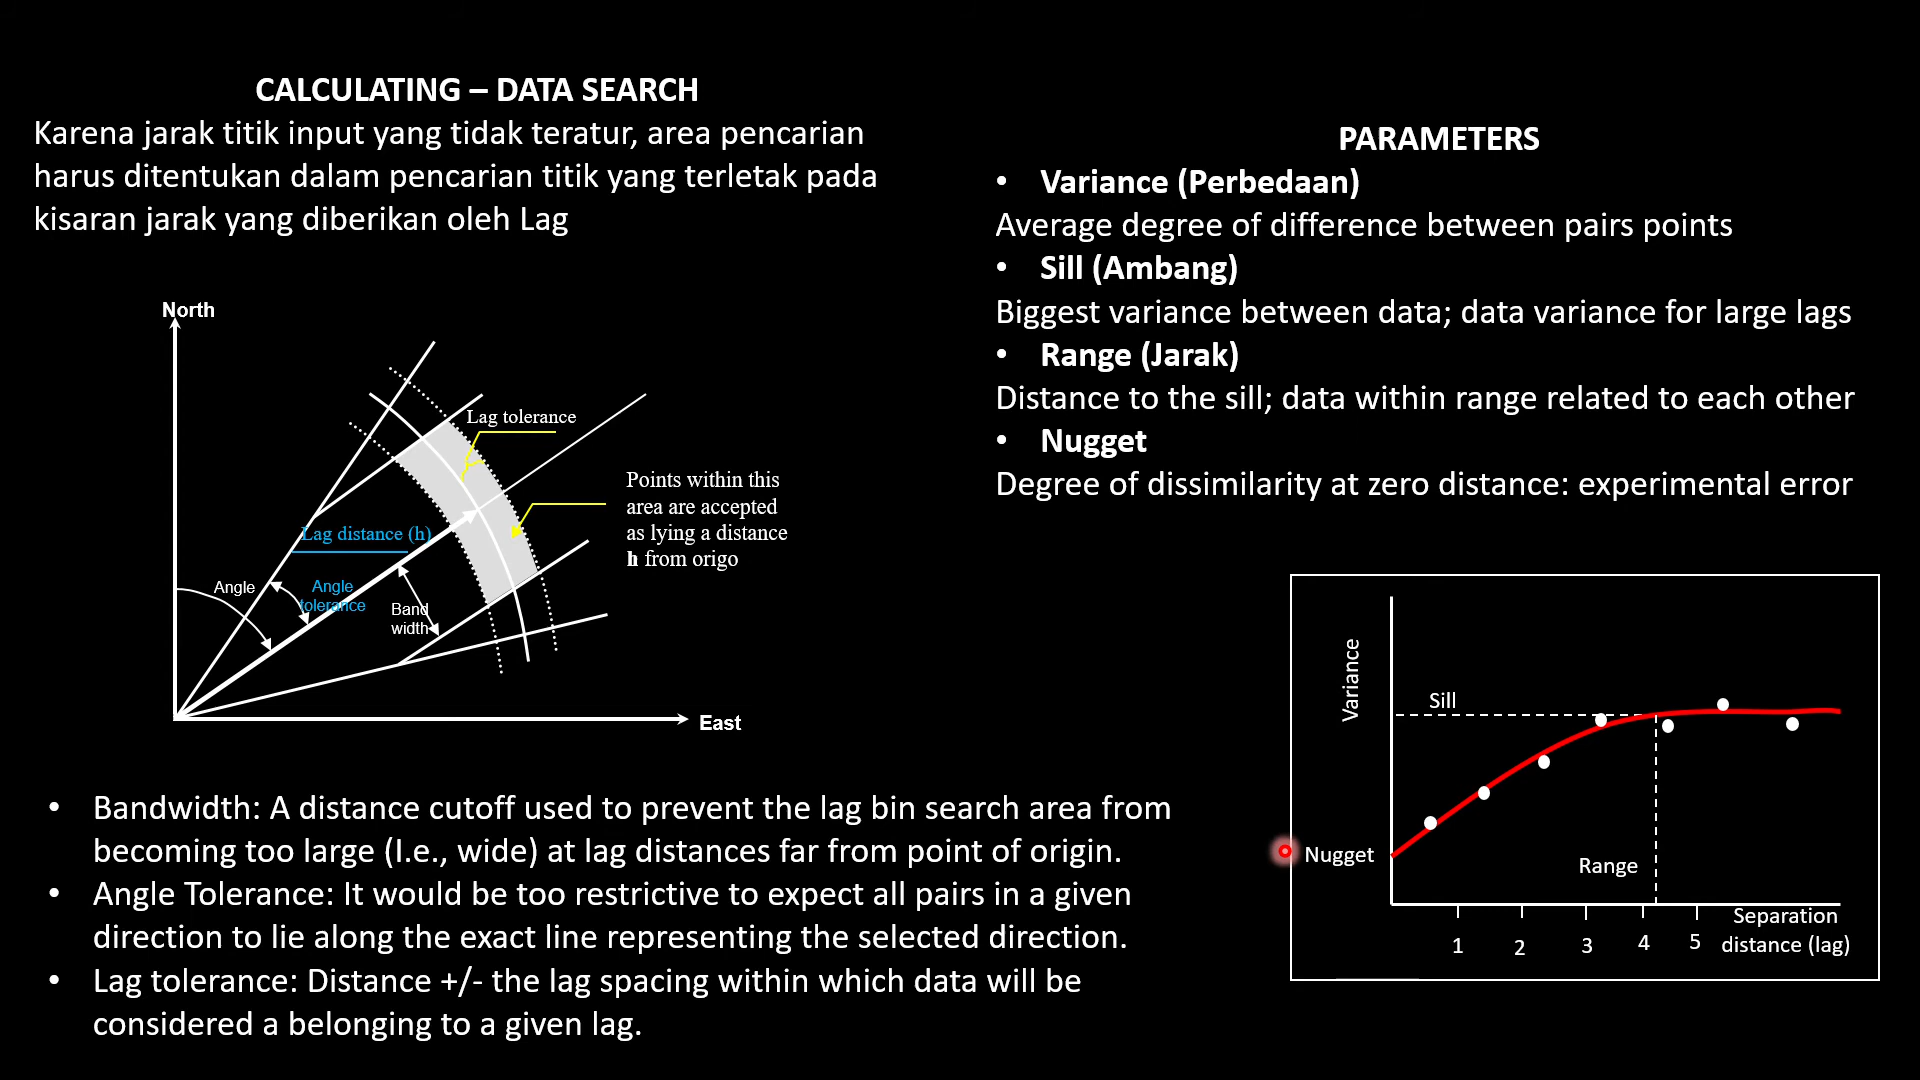 CALCULATING – DATA SEARCH
Karena jarak titik input yang tidak teratur, area pencarian
harus ditentukan dalam pencarian titik yang terletak pada
kisaran jarak yang diberikan oleh Lag
North
Lag tolerance
Points within this
area are accepted
as lying a distance
h from origo
Lag distance (h)
Angle
Angle
tolerance
Band
width
East
• Bandwidth: A distance cutoff used to prevent the lag bin search area from
becoming too large (I.e., wide) at lag distances far from point of origin.
• Angle Tolerance: It would be too restrictive to expect all pairs in a given
direction to lie along the exact line representing the selected direction.
• Lag tolerance: Distance +/- the lag spacing within which data will be
considered a belonging to a given lag.
PARAMETERS
• Variance (Perbedaan)
Average degree of difference between pairs points
• Sill (Ambang)
Biggest variance between data; data variance for large lags
• Range (Jarak)
Distance to the sill; data within range related to each other
• Nugget
Degree of dissimilarity at zero distance: experimental error
Variance
Sill
Nugget
Range
1 2 3 4 5
Separation
distance (lag)